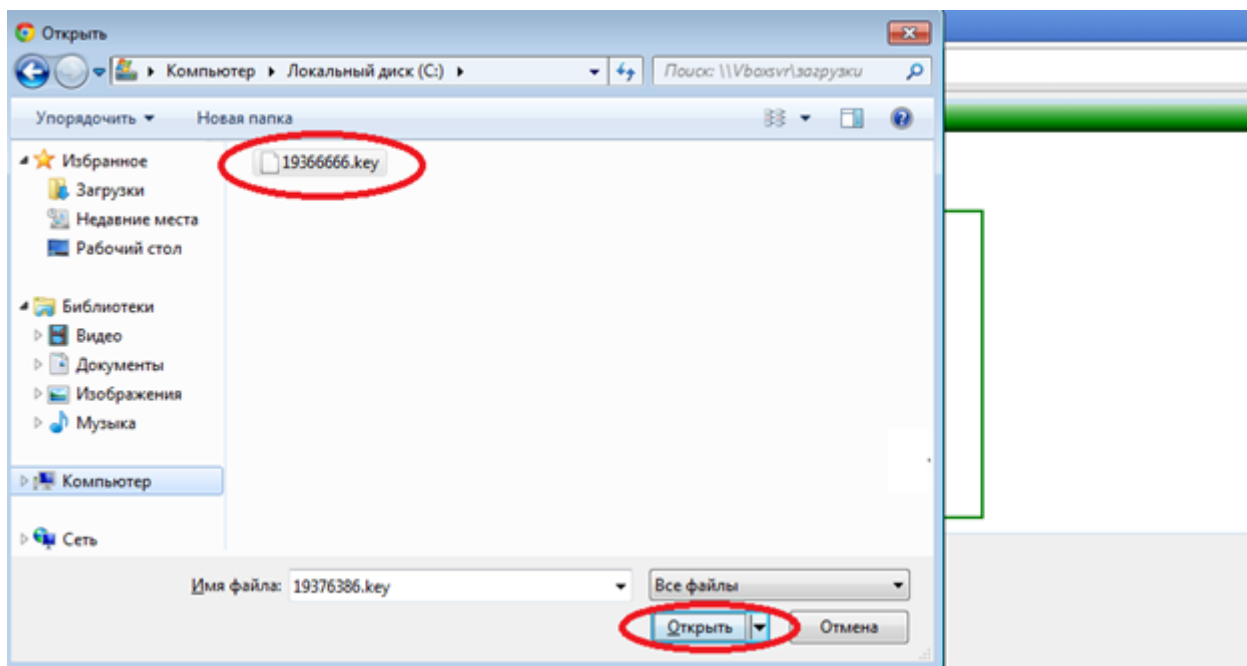 Открыть
Компьютер Локальный диск (C:)
Поиск: \\Vboxsvr\загрузки
Упорядочить Новая папка
Избранное
Загрузки
Недавние места
Рабочий стол
Библиотеки
Видео
Документы
Изображения
Музыка
Компьютер
Сеть
19366666.key
Имя файла: 19376386.key
Все файлы
Открыть Отмена